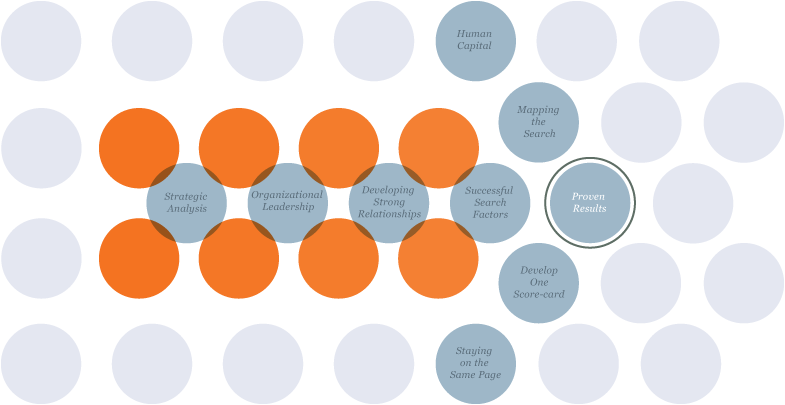 Human
Capital
Mapping
the
Search
Strategic
Analysis
Organizational
Leadership
Developing
Strong
Relationships
Successful
Search
Factors
Proven
Results
Develop
One
Score-card
Staying
on the
Same Page